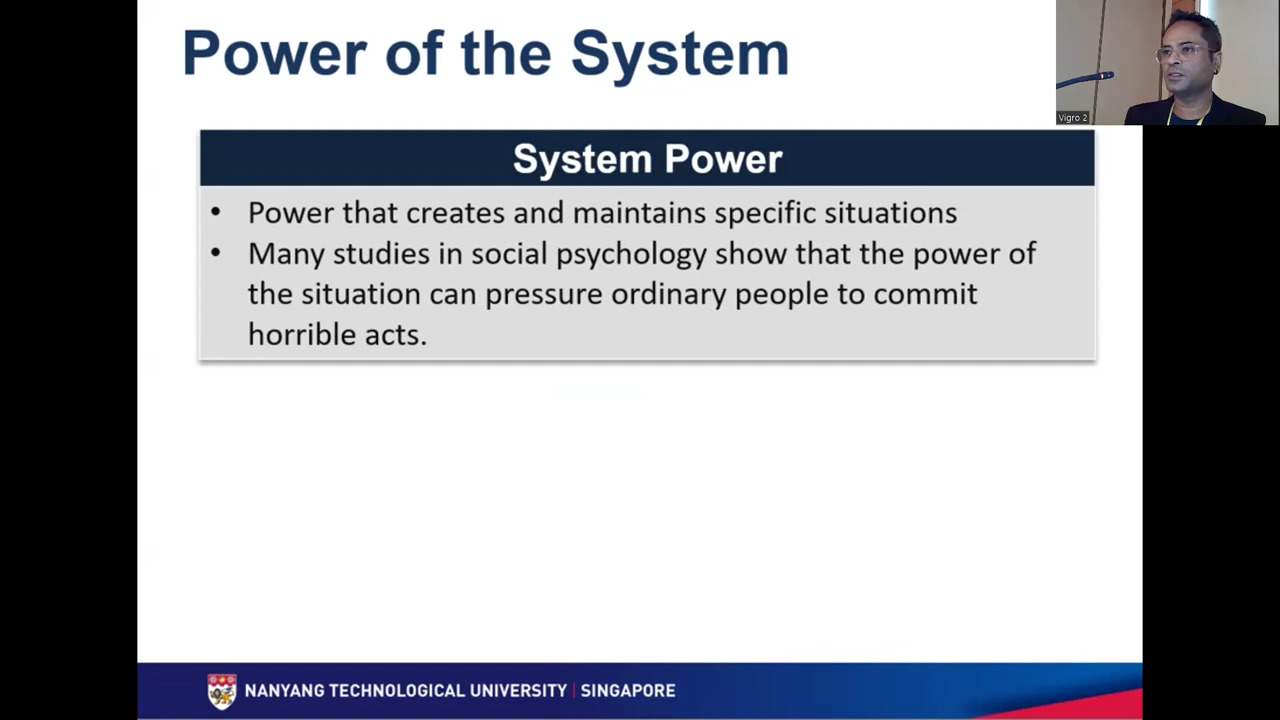 Power of the System
Vigro 2
System Power
• Power that creates and maintains specific situations
• Many studies in social psychology show that the power of
the situation can pressure ordinary people to commit
horrible acts.
NANYANG TECHNOLOGICAL UNIVERSITY | SINGAPORE